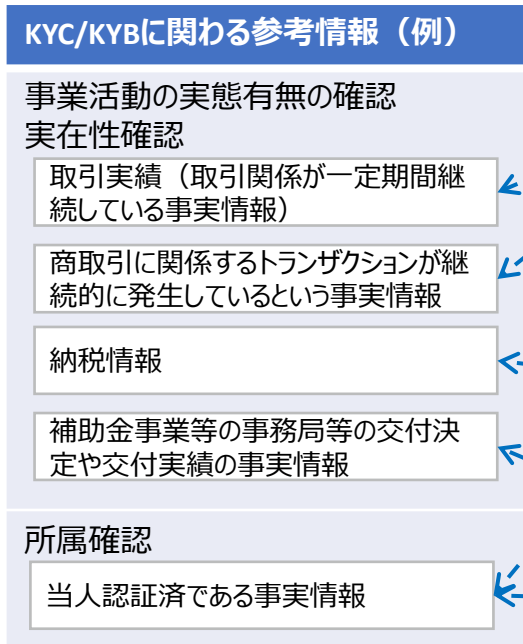 KYC/KYBに関わる参考情報（例）
事業活動の実態有無の確認
実在性確認
取引実績（取引関係が一定期間継
続している事実情報）
商取引に関係するトランザクションが継
続的に発生しているという事実情報
納税情報
補助金事業等の事務局等の交付決
定や交付実績の事実情報
所属確認
当人認証済である事実情報